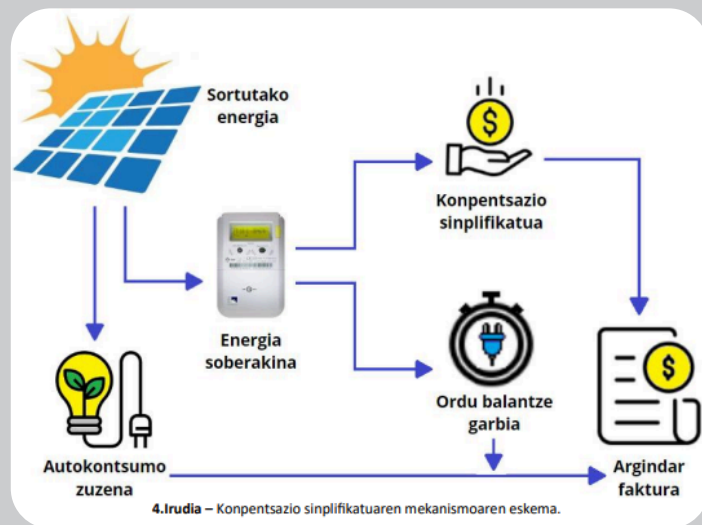 Sortutako
energia
$
Konpentsazio
sinplifikatua
Energia
soberakina
Ordu balantze
garbia
$
Autokontsumo
zuzena
Argindar
faktura
4.Irudia – Konpentsazio sinplifikatuaren mekanismoaren eskema.